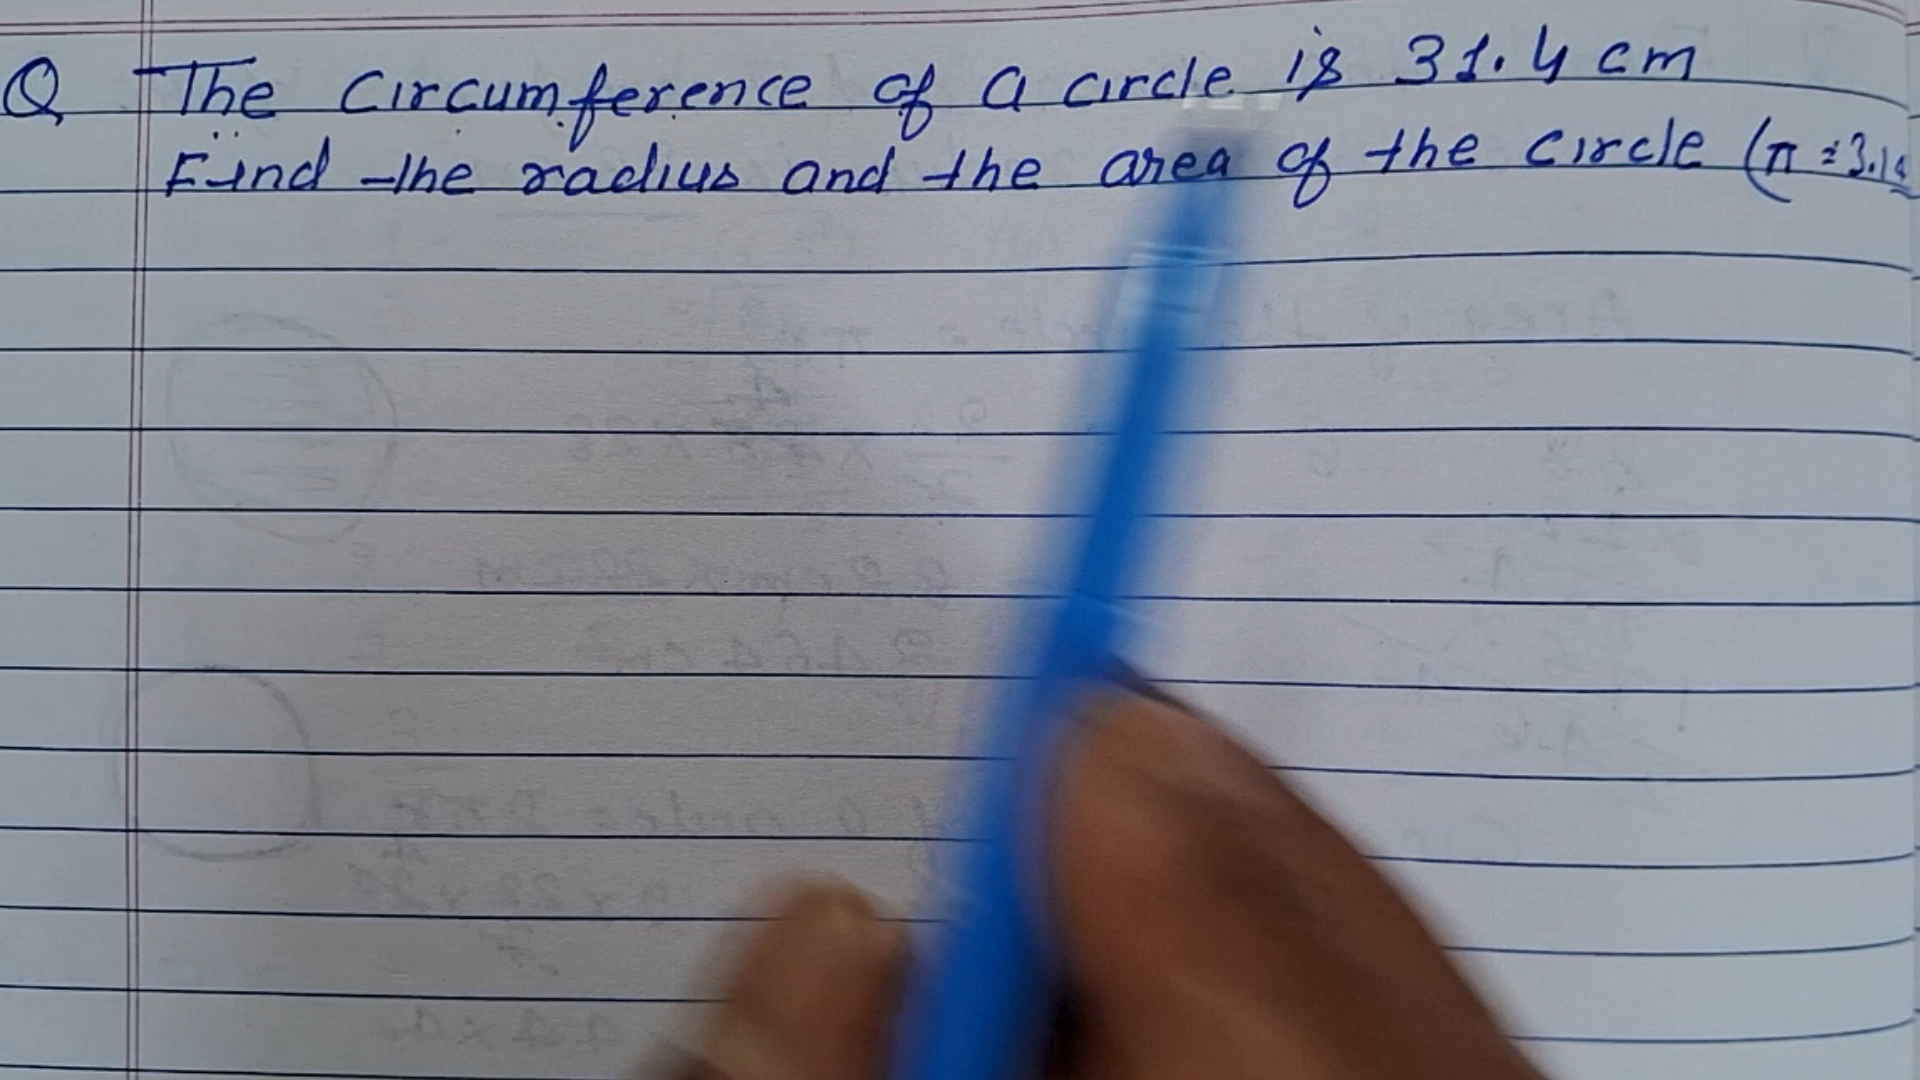 Q The Circumference of a circle is 31.4 cm
Find the radius and the area of the circle (π = 3.14